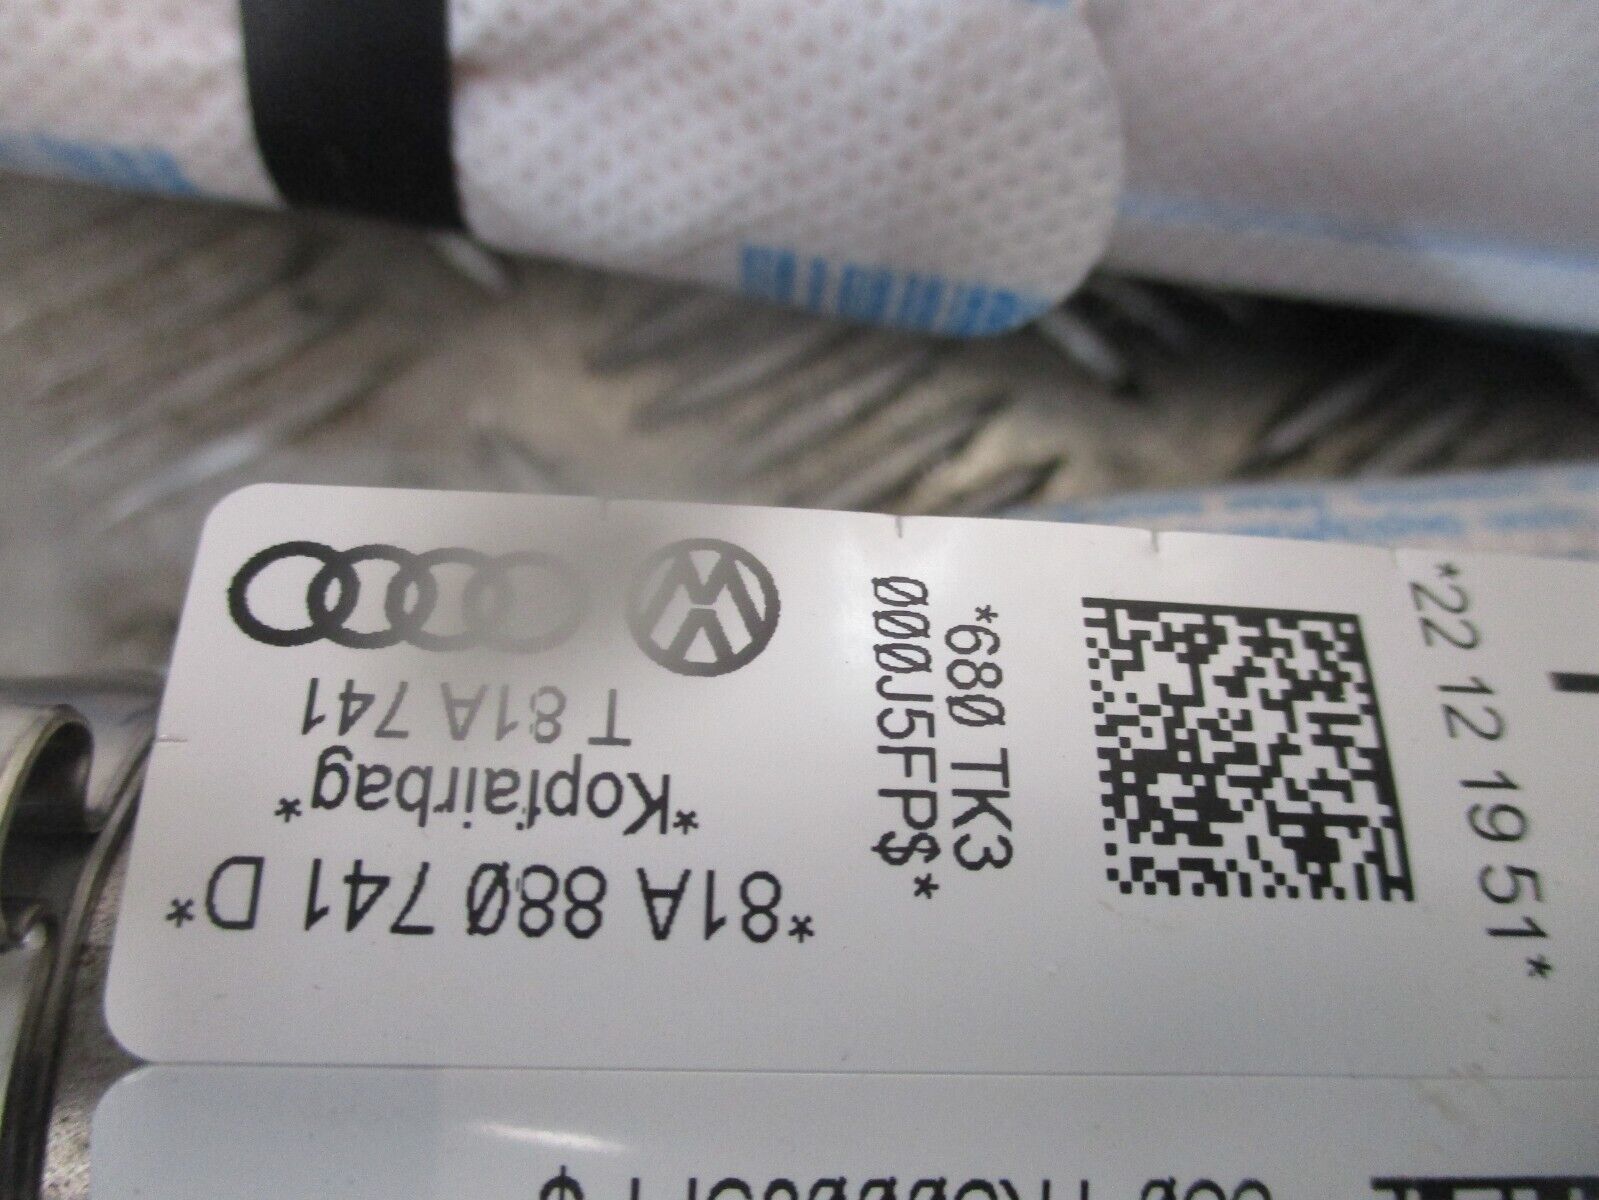 *81A 880 741 D*
*Kopfairbag*
T 81A 741
*680 TK3
000J5FP$*
*22 12 19 51*